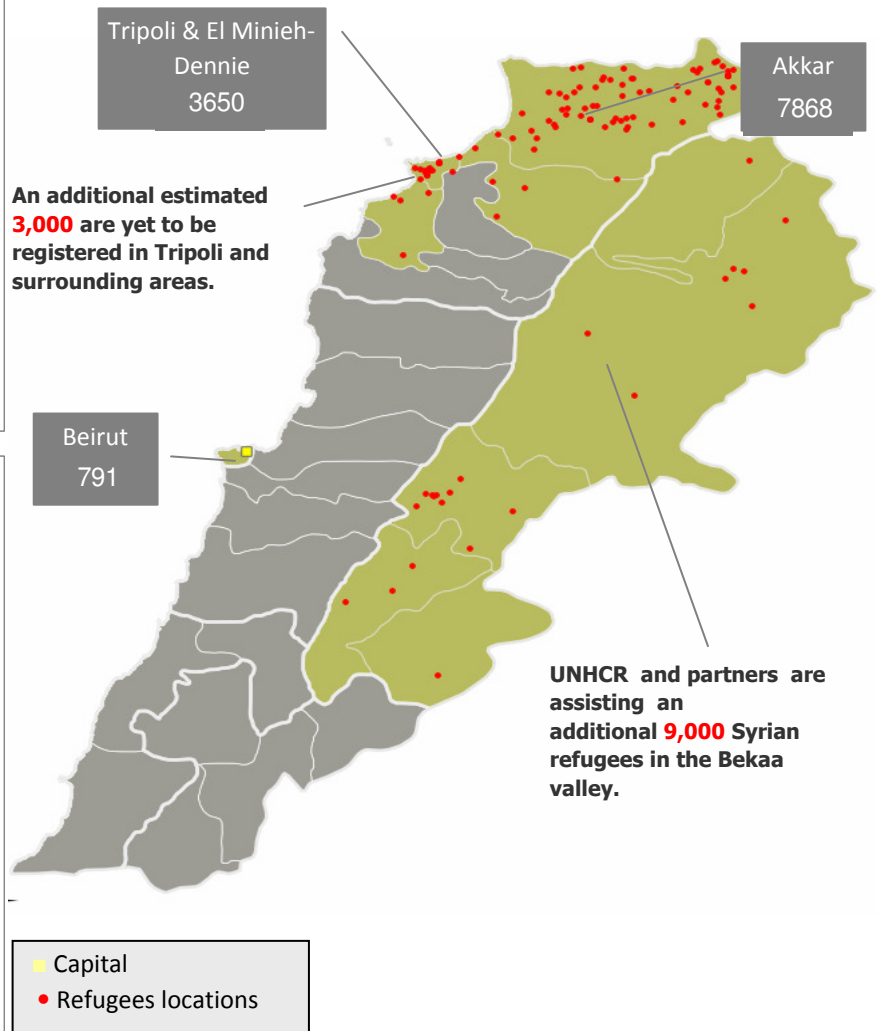 Tripoli & El Minieh-
Dennie
3650
Akkar
7868
An additional estimated
3,000 are yet to be
registered in Tripoli and
surrounding areas.
Beirut
791
UNHCR and partners are
assisting an
additional 9,000 Syrian
refugees in the Bekaa
valley.
Capital
Refugees locations